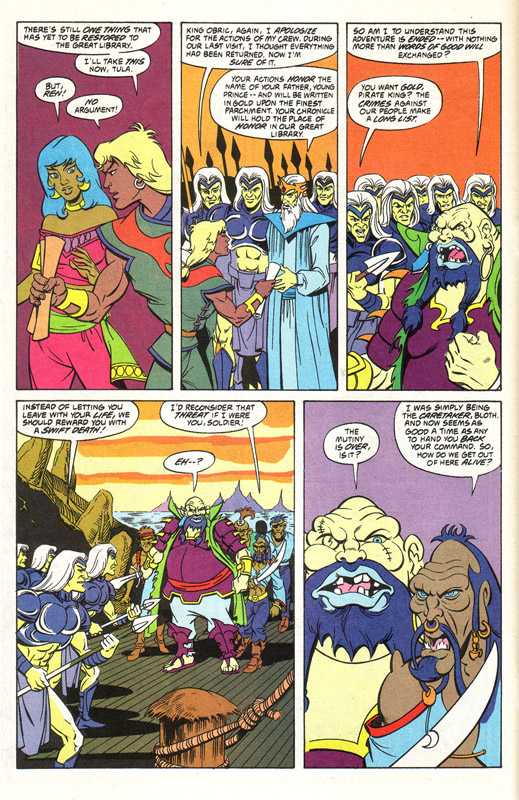 THERE'S STILL ONE THING THAT
HAS YET TO BE RESTORED TO
THE GREAT LIBRARY.
I'LL TAKE THIS
NOW, TULA.
BUT,
REN!
NO
ARGUMENT!
KING OBRIC, AGAIN, I APOLOGIZE
FOR THE ACTIONS OF MY CREW. DURING
OUR LAST VISIT, I THOUGHT EVERYTHING
HAD BEEN RETURNED. NOW I'M
SURE OF IT.
YOUR ACTIONS HONOR THE
NAME OF YOUR FATHER, YOUNG
PRINCE -- AND WILL BE WRITTEN
IN GOLD UPON THE FINEST
PARCHMENT. YOUR CHRONICLE
WILL HOLD THE PLACE OF
HONOR IN OUR GREAT
LIBRARY.
SO AM I TO UNDERSTAND THIS
ADVENTURE IS ENDED -- WITH NOTHING
MORE THAN WORDS OF GOOD WILL
EXCHANGED?
YOU WANT GOLD,
PIRATE KING? THE
CRIMES AGAINST
OUR PEOPLE MAKE
A LONG LIST.
INSTEAD OF LETTING YOU
LEAVE WITH YOUR LIFE, WE
SHOULD REWARD YOU WITH
A SWIFT DEATH!
I'D RECONSIDER THAT
THREAT IF I WERE
YOU, SOLDIER!
EH--?
THE
MUTINY
IS OVER,
IS IT?
I WAS SIMPLY BEING
THE CARETAKER, BLOTH.
AND NOW SEEMS AS
GOOD A TIME AS ANY
TO HAND YOU BACK
YOUR COMMAND. SO,
HOW DO WE GET OUT
OF HERE ALIVE?